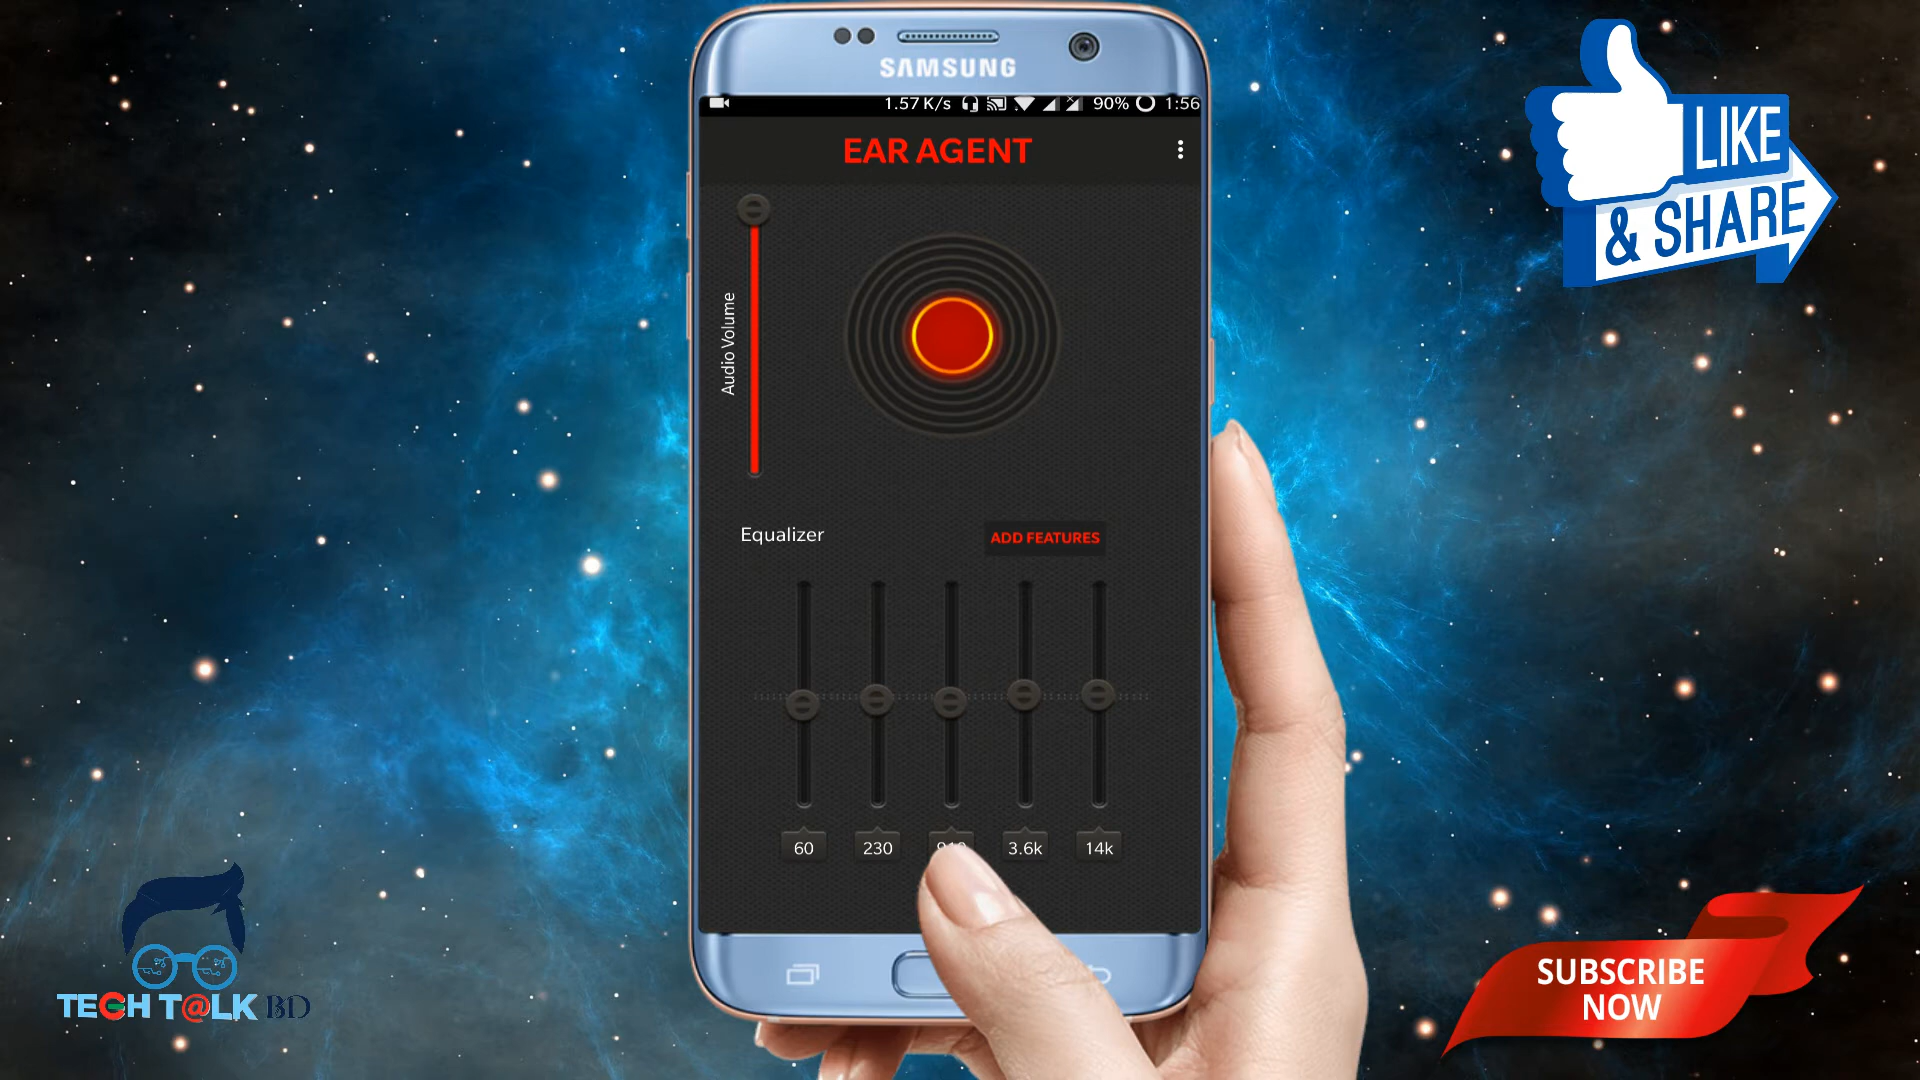 SAMSUNG
1.57 K/s 90% 1:56
EAR AGENT
Audio Volume
Equalizer
ADD FEATURES
60 230 3.6k 14k
LIKE
& SHARE
TECH T@LK BD
SUBSCRIBE
NOW